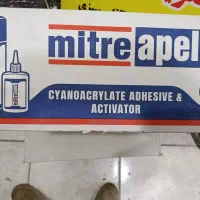 mitreapel
CYANOACRYLATE ADHESIVE &
ACTIVATOR